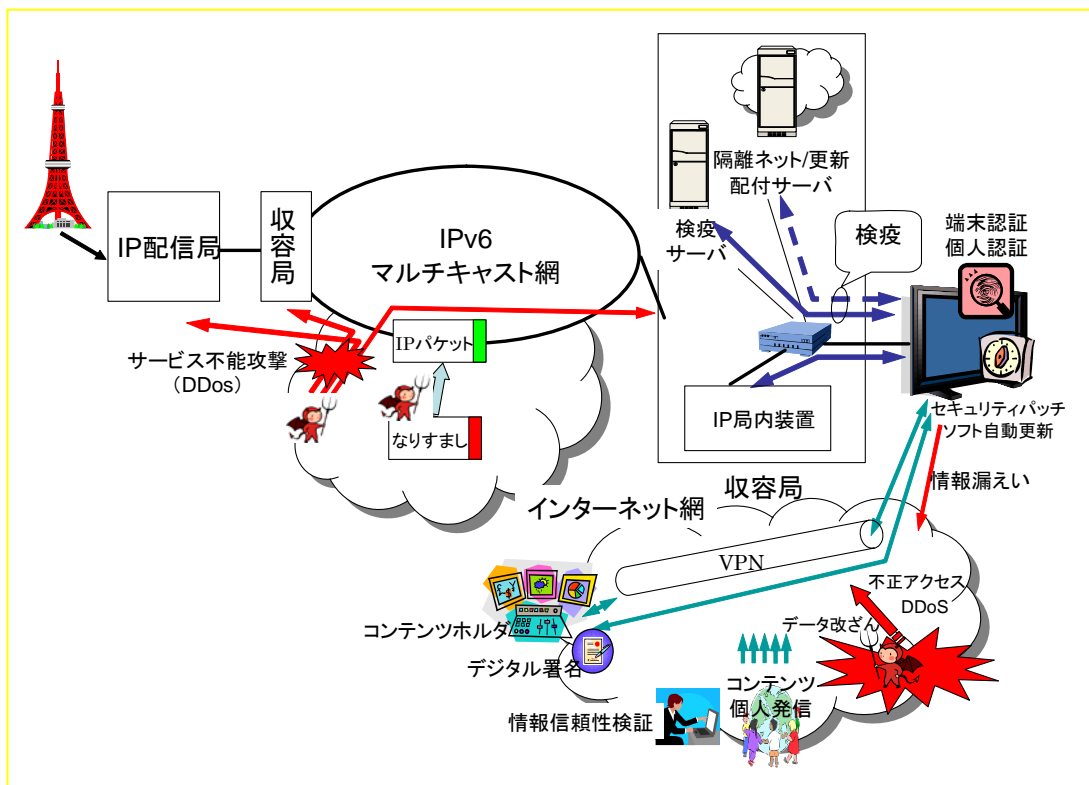 隔離ネット/更新
配付サーバ
検疫
サーバ
検疫
端末認証
個人認証
IP配信局
収
容
局
IPv6
マルチキャスト網
サービス不能攻撃
（DDos）
IPパケット
なりすまし
IP局内装置
セキュリティパッチ
ソフト自動更新
収容局
情報漏えい
インターネット網
VPN
不正アクセス
DDoS
データ改ざん
コンテンツホルダ
デジタル署名
コンテンツ
個人発信
情報信頼性検証